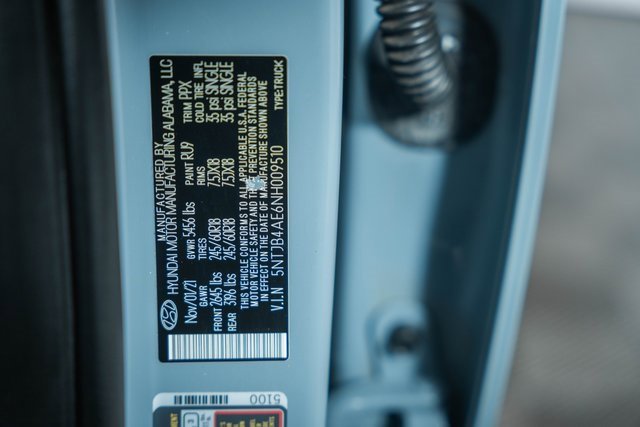 MANUFACTURED BY
HYUNDAI MOTOR MANUFACTURING ALABAMA, LLC
Nov/01/21 GVWR 5456 lbs PAINT RU9 TRIM PPX
GAWR TIRES RIMS COLD TIRE INFL
FRONT 2645 lbs 245/60R18 7.5JX18 35 psi SINGLE
REAR 3196 lbs 245/60R18 7.5JX18 35 psi SINGLE
THIS VEHICLE CONFORMS TO ALL APPLICABLE U.S.A. FEDERAL
MOTOR VEHICLE SAFETY AND THEFT PREVENTION STANDARDS
IN EFFECT ON THE DATE OF MANUFACTURE SHOWN ABOVE
V.I.N 5NTJB4AE6NH009510 TYPE:TRUCK
5100